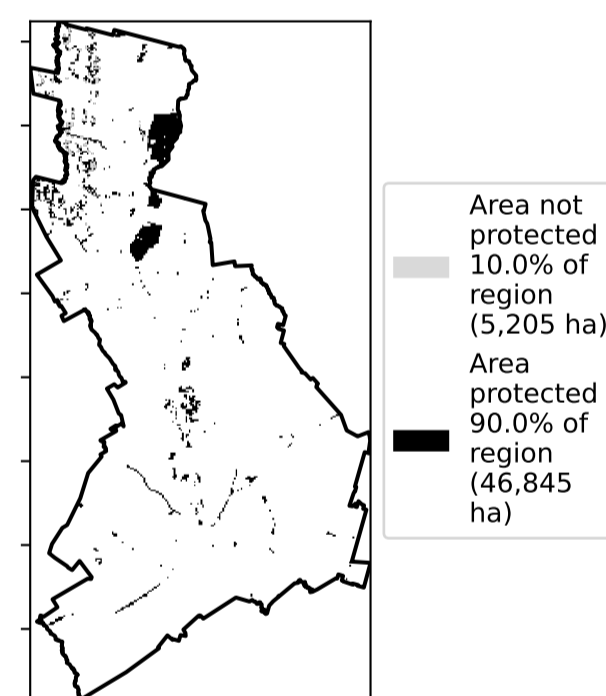 Area not
protected
10.0% of
region
(5,205 ha)
Area
protected
90.0% of
region
(46,845
ha)